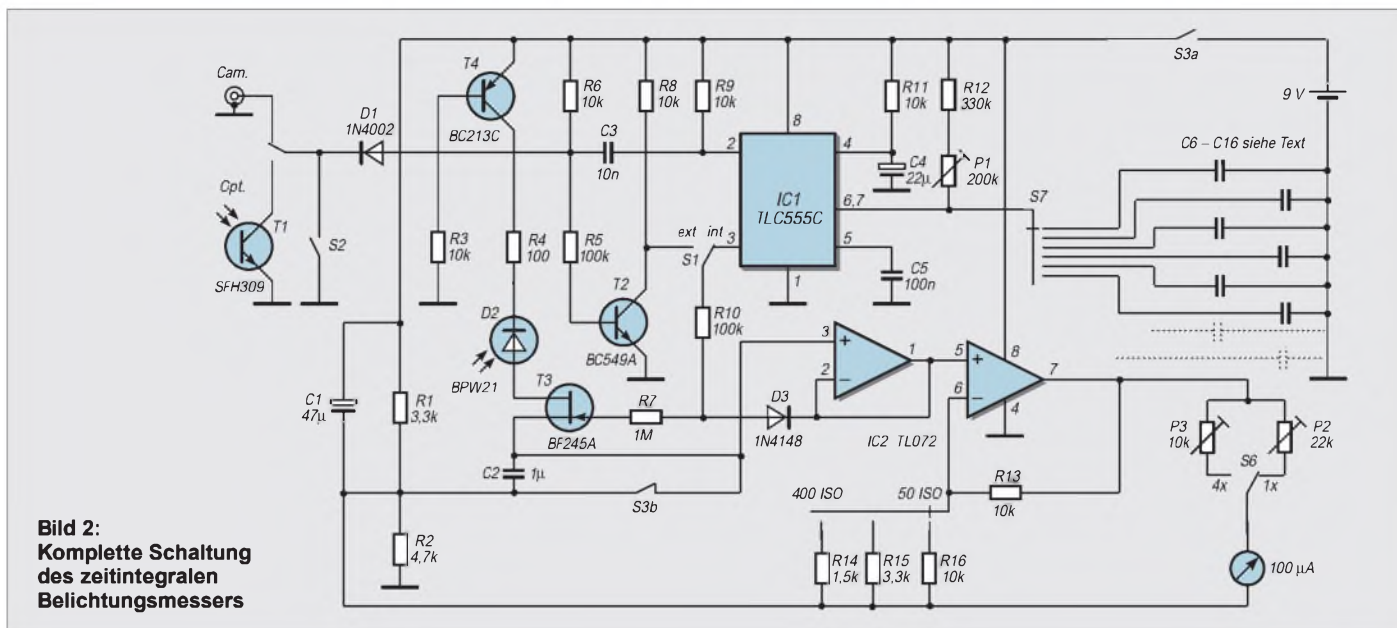 S3a
T4
Cam.
R6
10k
R8
10k
R9
10k
R11
10k
R12
330k
9 V
D1
1N4002
BC213C
C3
10n
8
2
4
C4
22µ
P1
200k
C6 – C16 siehe Text
Cpt.
T1
IC1
TLC555C
6,7
S7
S2
R3
10k
R4
100
R5
100k
ext int
S1
3
5
SFH309
T2
1
C5
100n
D2
R10
100k
BC549A
3
+
1
5
+
8
7
BPW21
T3
2
–
6
–
4
C1
47µ
R1
3,3k
R7
1M
D3
1N4148
P3
10k
P2
22k
BF245A
IC2 TL072
C2
1µ
S6
4x
1x
S3b
400 ISO
50 ISO
R13
10k
R2
4,7k
R14
1,5k
R15
3,3k
R16
10k
100 µA
Bild 2:
Komplette Schaltung
des zeitintegralen
Belichtungsmessers